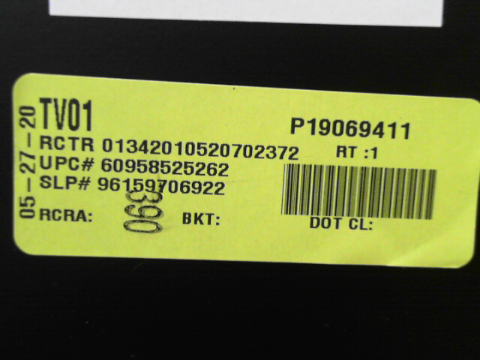 05-27-20
TV01
P19069411
RCTR 01342010520702372
RT :1
UPC# 60958525262
SLP# 96159706922
RCRA:
390
BKT:
DOT CL: